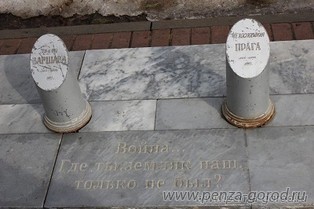 ВАРШАВА
ПРАГА
Война...
Где ты, земляк наш,
только не был?
www.penza-gorod.ru